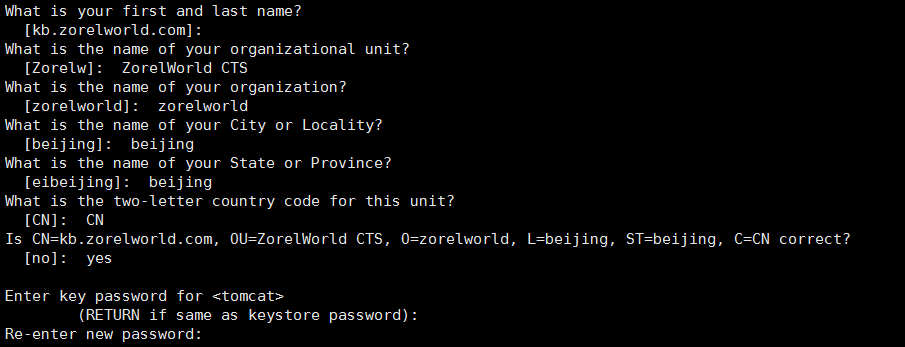 What is your first and last name?
[kb.zorelworld.com]:
What is the name of your organizational unit?
[Zorelw]:  ZorelWorld CTS
What is the name of your organization?
[zorelworld]:  zorelworld
What is the name of your City or Locality?
[beijing]:  beijing
What is the name of your State or Province?
[eibeijing]:  beijing
What is the two-letter country code for this unit?
[CN]:  CN
Is CN=kb.zorelworld.com, OU=ZorelWorld CTS, O=zorelworld, L=beijing, ST=beijing, C=CN correct?
[no]:  yes
Enter key password for <tomcat>
(RETURN if same as keystore password):
Re-enter new password: